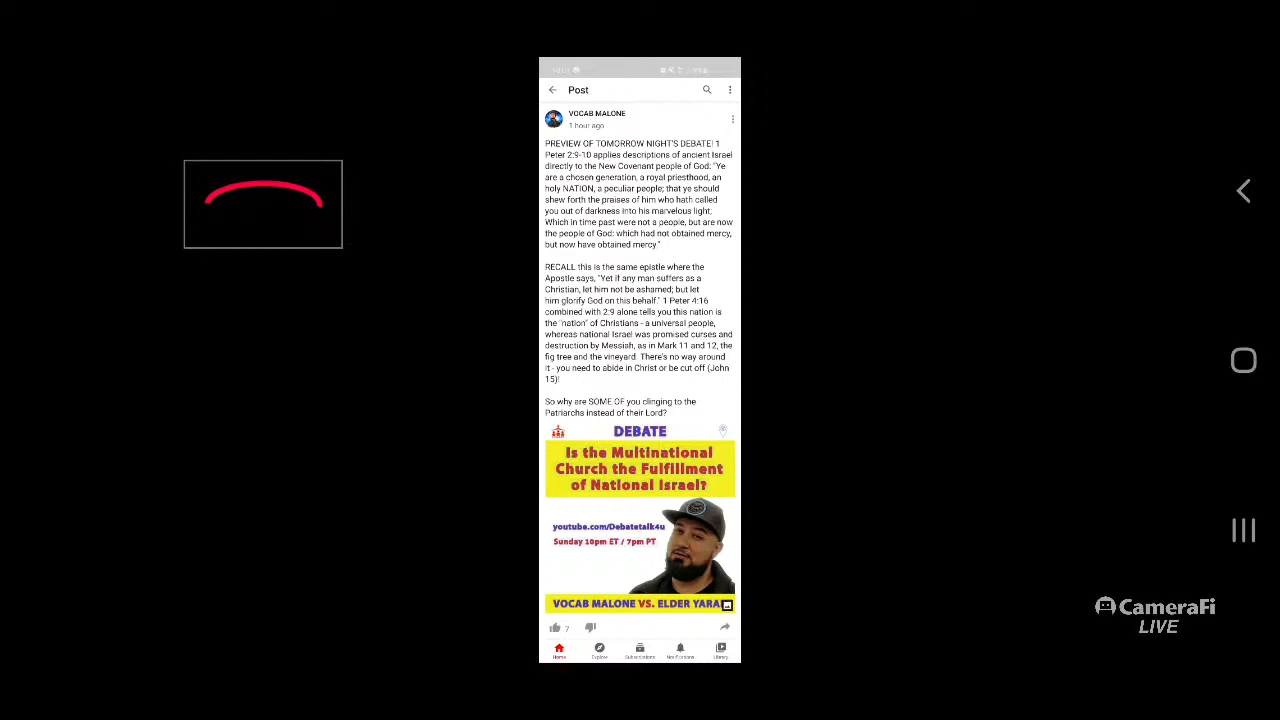 Post
VOCAB MALONE
1 hour ago
PREVIEW OF TOMORROW NIGHT'S DEBATE! 1
Peter 2:9-10 applies descriptions of ancient Israel
directly to the New Covenant people of God: "Ye
are a chosen generation, a royal priesthood, an
holy NATION, a peculiar people; that ye should
shew forth the praises of him who hath called
you out of darkness into his marvelous light;
Which in time past were not a people, but are now
the people of God: which had not obtained mercy,
but now have obtained mercy."
RECALL this is the same epistle where the
Apostle says, "Yet if any man suffers as a
Christian, let him not be ashamed; but let
him glorify God on this behalf." 1 Peter 4:16
combined with 2:9 alone tells you this nation is
the "nation" of Christians - a universal people,
whereas national Israel was promised curses and
destruction by Messiah, as in Mark 11 and 12, the
fig tree and the vineyard. There's no way around
it - you need to abide in Christ or be cut off (John
15)!
So why are SOME OF you clinging to the
Patriarchs instead of their Lord?
DEBATE
Is the Multinational
Church the Fulfillment
of National Israel?
youtube.com/Debatetalk4u
Sunday 10pm ET / 7pm PT
VOCAB MALONE VS. ELDER YARA
7
Home
Explore
Subscriptions
Notifications
Library
CameraFi
LIVE